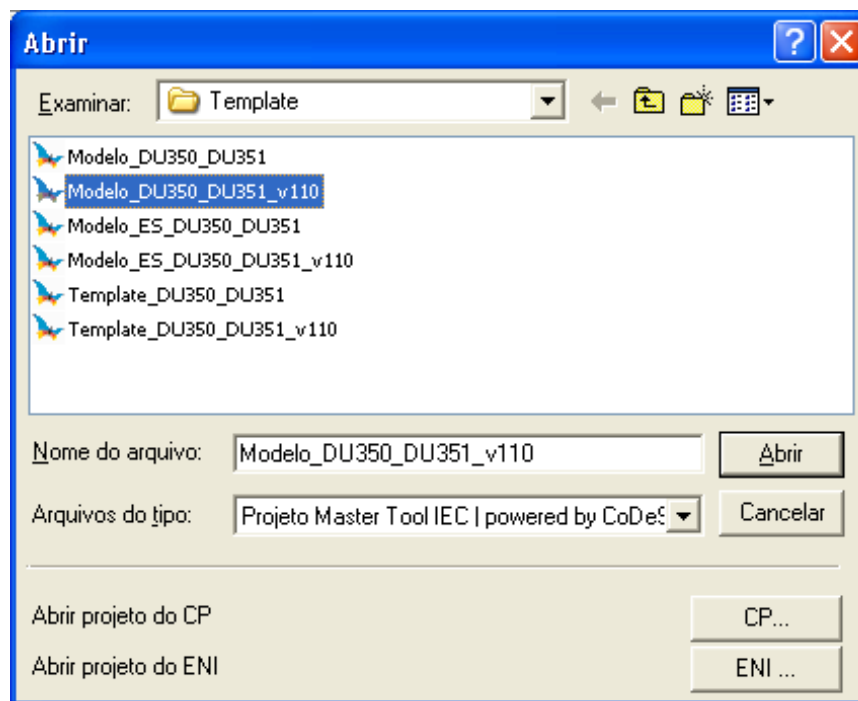 Abrir
Examinar: Template
Modelo_DU350_DU351
Modelo_DU350_DU351_v110
Modelo_ES_DU350_DU351
Modelo_ES_DU350_DU351_v110
Template_DU350_DU351
Template_DU350_DU351_v110
Nome do arquivo: Modelo_DU350_DU351_v110 Abrir
Arquivos do tipo: Projeto Master Tool IEC | powered by CoDeS Cancelar
Abrir projeto do CP CP...
Abrir projeto do ENI ENI ...